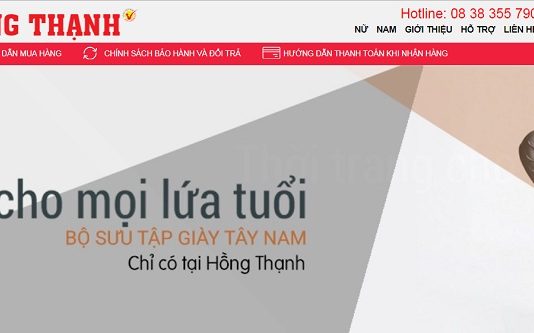 NG THẠNH
Hotline: 08 38 355 790
NỮ NAM GIỚI THIỆU HỖ TRỢ LIÊN HỆ
DẪN MUA HÀNG CHÍNH SÁCH BẢO HÀNH VÀ ĐỔI TRẢ HƯỚNG DẪN THANH TOÁN KHI NHẬN HÀNG
Thời trang cho
cho mọi lứa tuổi
BỘ SƯU TẬP GIÀY TÂY NAM
Chỉ có tại Hồng Thạnh